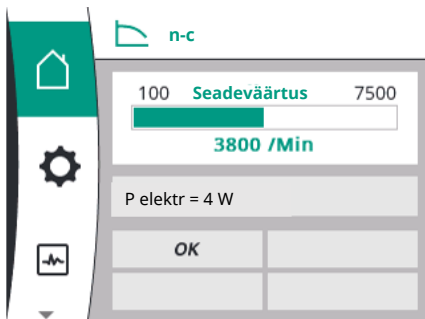 n-c
100 Seadeväärtus 7500
3800 /Min
P elektr = 4 W
OK